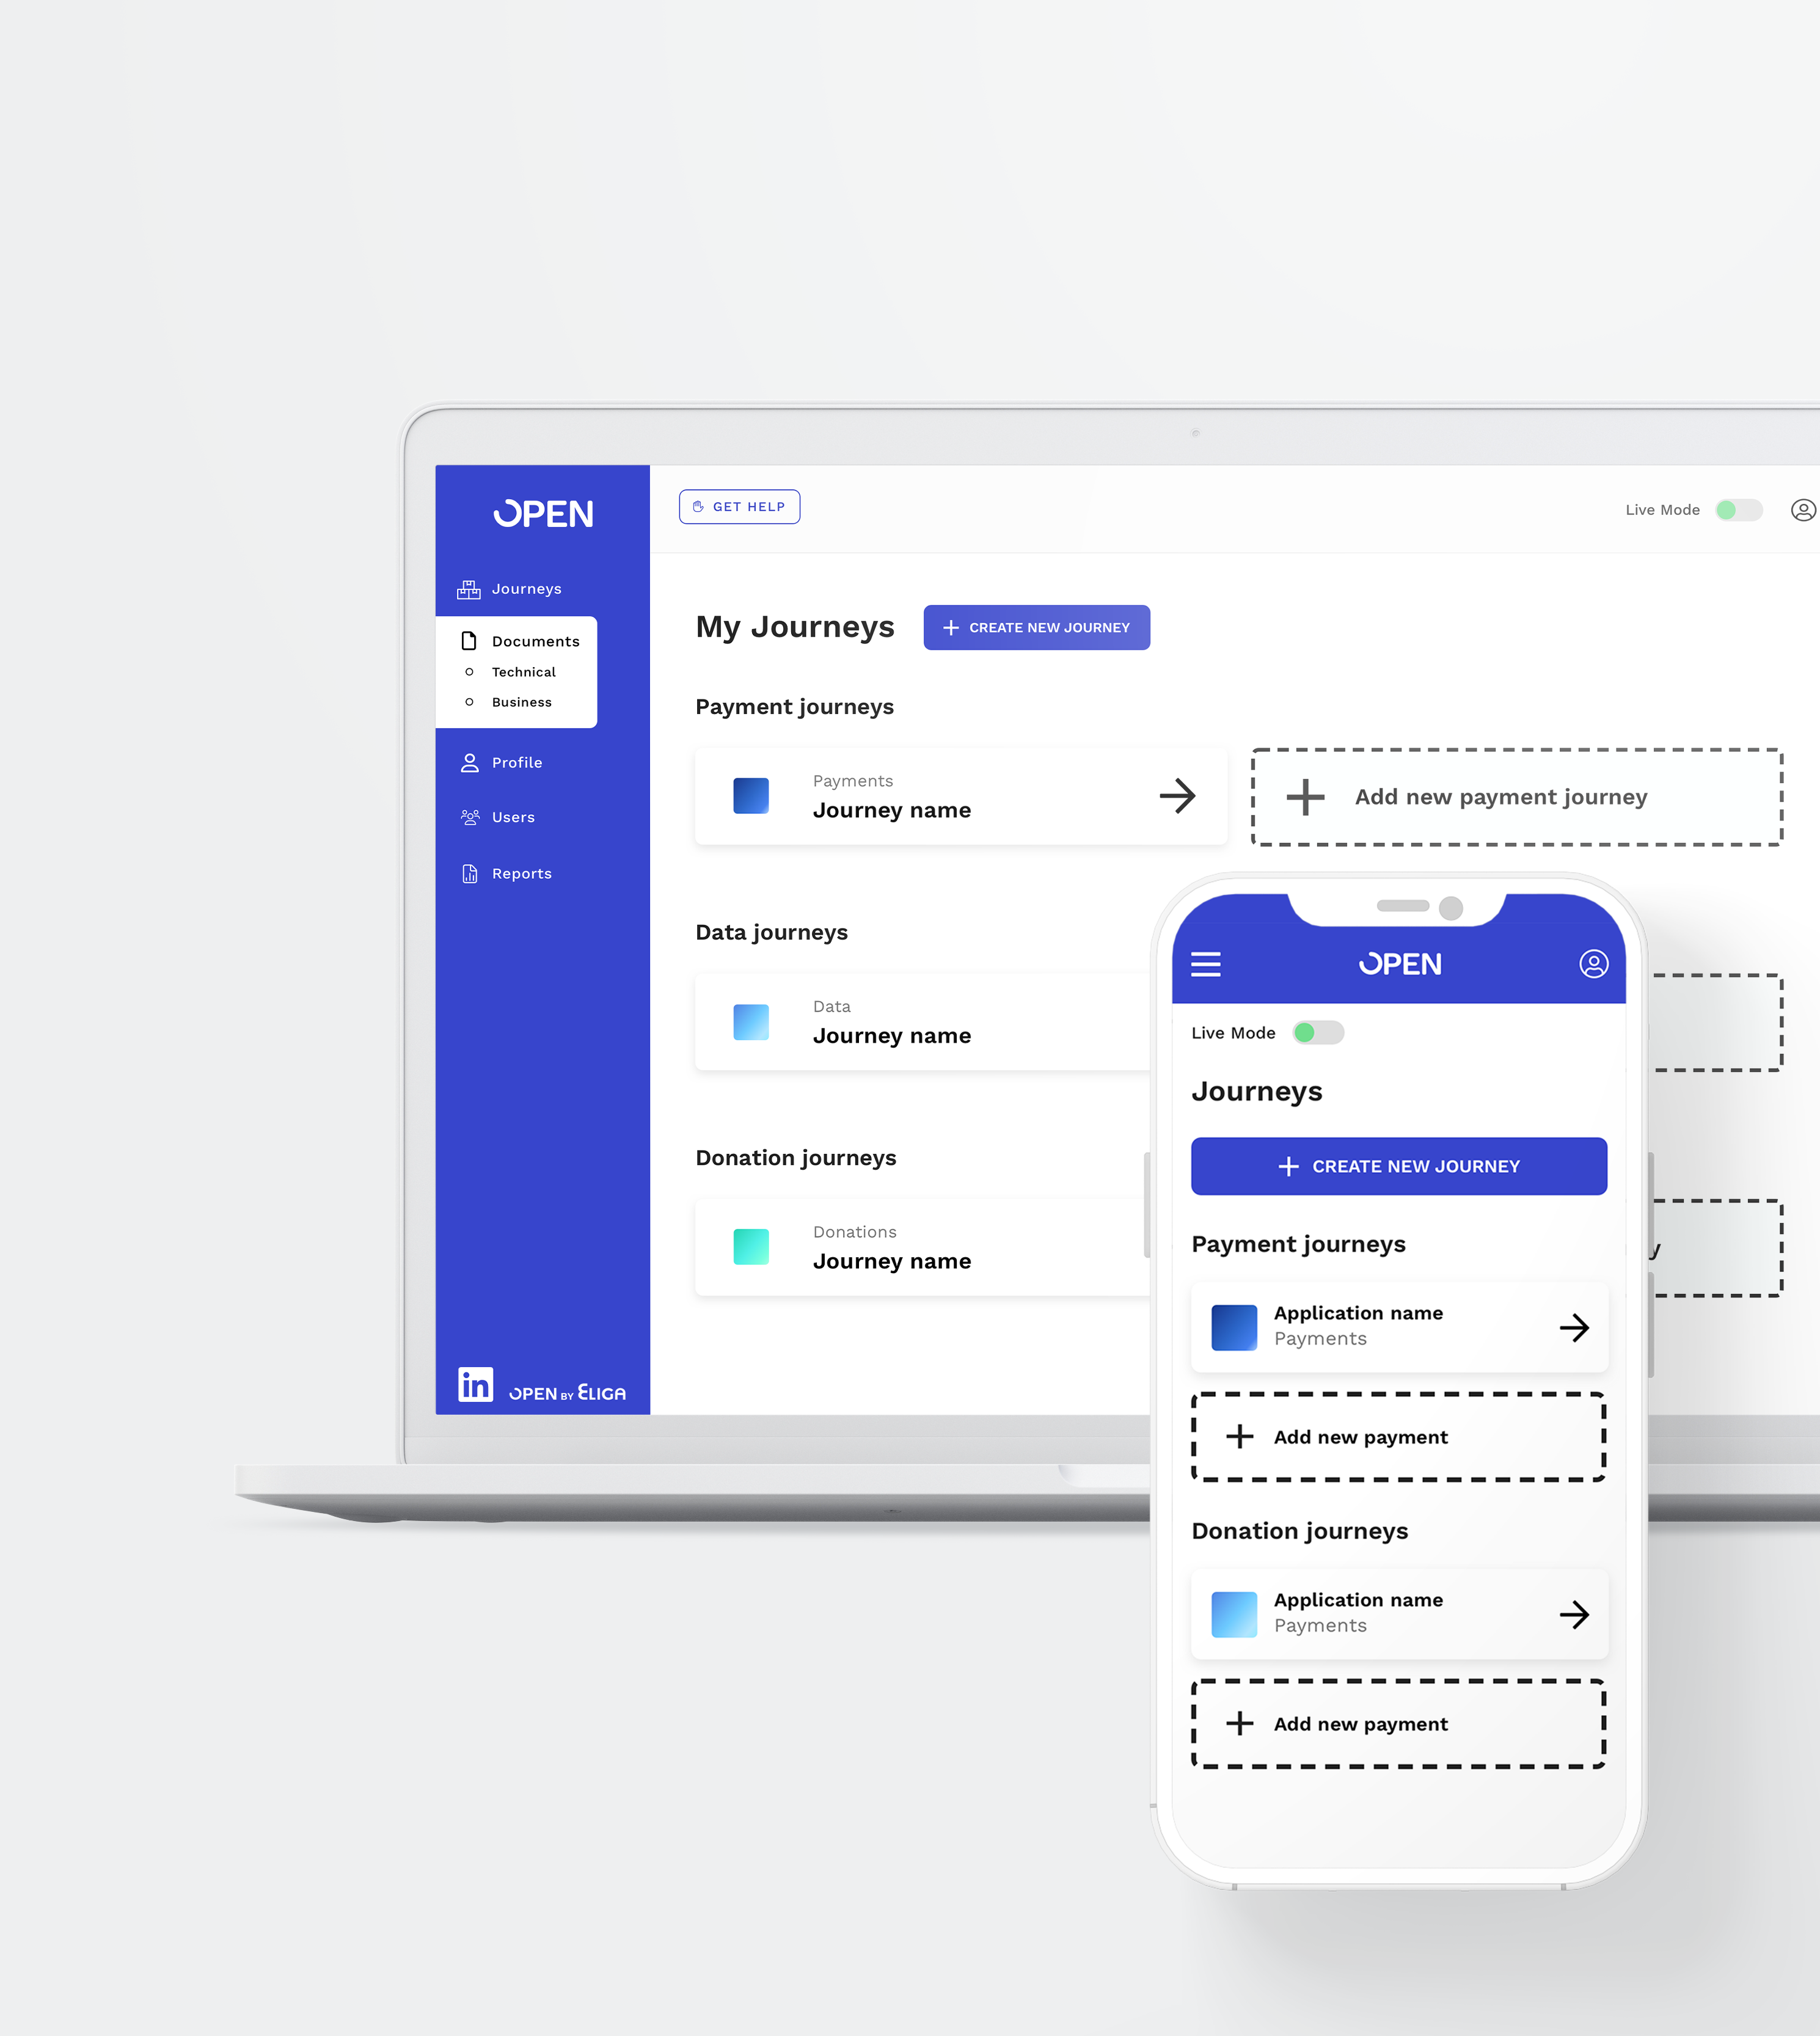 OPEN
GET HELP
Live Mode
Journeys
Documents
Technical
Business
Profile
Users
Reports
in
OPEN BY ELIGA
My Journeys
CREATE NEW JOURNEY
Payment journeys
Payments
Journey name
Add new payment journey
Data journeys
Data
Journey name
Donation journeys
Donations
Journey name
OPEN
Live Mode
Journeys
CREATE NEW JOURNEY
Payment journeys
Application name
Payments
Add new payment
Donation journeys
Application name
Payments
Add new payment